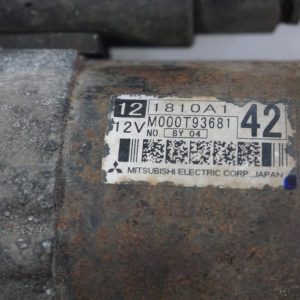 12 1810A1
12V M000T93681 42
NO. 8Y 04
MITSUBISHI ELECTRIC CORP., JAPAN